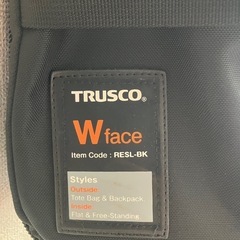 TRUSCO®
W face
Item Code : RESL-BK
Styles
Outside
Tote Bag & Backpack
Inside
Flat & Free-Standing